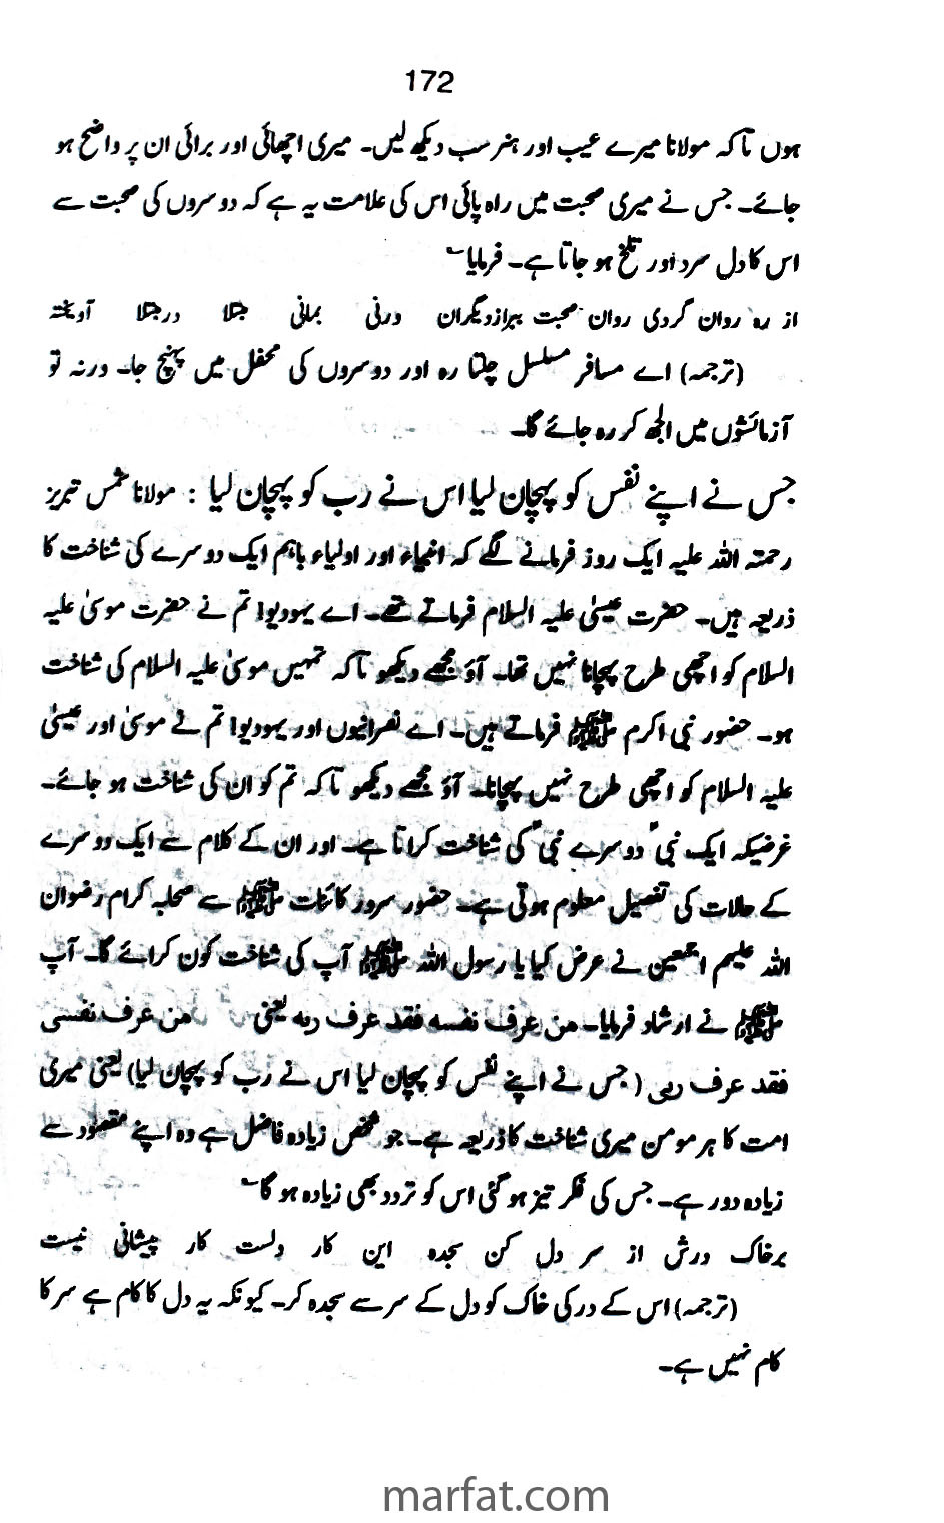 172
ہوں تاکہ مولانا میرے عیب اور ہنر سب دیکھ لیں۔ میری اچھائی اور برائی ان پر واضح ہو
جائے۔ جس نے میری صحبت میں راہ پائی اس کی علامت یہ ہے کہ دوسروں کی صحبت سے
اس کا دل سرد اور تلخ ہو جاتا ہے۔ فرمایا؎
از رہ روان گردی روان صحبت ببرازدیگران ورنی بمانی مبتلا درمبتلا آویختہ
(ترجمہ) اے مسافر مسلسل چلتا رہ اور دوسروں کی محفل میں پہنچ جا۔ ورنہ تو
آزمائشوں میں الجھ کر رہ جائے گا۔
جس نے اپنے نفس کو پہچان لیا اس نے رب کو پہچان لیا : مولانا شمس تبریز
رحمتہ اللہ علیہ ایک روز فرمانے لگے کہ انبیاء اور اولیاء باہم ایک دوسرے کی شناخت کا
ذریعہ ہیں۔ حضرت عیسیٰ علیہ السلام فرماتے تھے۔ اے یہودیو! تم نے حضرت موسیٰ علیہ
السلام کو اچھی طرح پہچانا نہیں تھا۔ آؤ مجھے دیکھو تاکہ تمہیں موسیٰ علیہ السلام کی شناخت
ہو۔ حضور نبی اکرم ﷺ فرماتے ہیں۔ اے نصرانیوں اور یہودیو! تم نے موسیٰ اور عیسیٰ
علیہ السلام کو اچھی طرح نہیں پہچانا۔ آؤ مجھے دیکھو تاکہ تم کو ان کی شناخت ہو جائے۔
غرضیکہ ایک نبیؐ دوسرے نبیؐ کی شناخت کراتا ہے۔ اور ان کے کلام سے ایک دوسرے
کے حالات کی تفصیل معلوم ہوتی ہے۔ حضور سرور کائنات ﷺ سے صحابہ کرام رضوان
اللہ علیہم اجمعین نے عرض کیا یا رسول اللہ ﷺ آپ کی شناخت کون کرائے گا۔ آپ
ﷺ نے ارشاد فرمایا۔ من عرف نفسہ فقد عرف ربہ یعنی من عرف نفسی
فقد عرف ربی (جس نے اپنے نفس کو پہچان لیا اس نے رب کو پہچان لیا) یعنی میری
امت کا ہر مومن میری شناخت کا ذریعہ ہے۔ جو شخص زیادہ فاضل ہے وہ اپنے مقصود سے
زیادہ دور ہے۔ جس کی فکر تیز ہو گئی اس کو تردد بھی زیادہ ہو گا؎
برخاک درش از سر دل کن سجدہ این کار دلست کار پیشانی نیست
(ترجمہ) اس کے در کی خاک کو دل کے سر سے سجدہ کر۔ کیونکہ یہ دل کا کام ہے سر کا
کام نہیں ہے۔
marfat.com